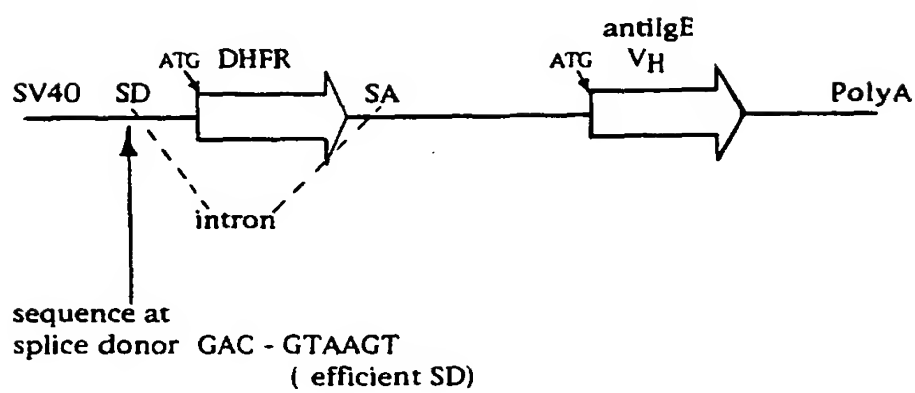 antiIgE
ATG DHFR ATG VH
SV40 SD SA PolyA
intron
sequence at
splice donor GAC - GTAAGT
( efficient SD)